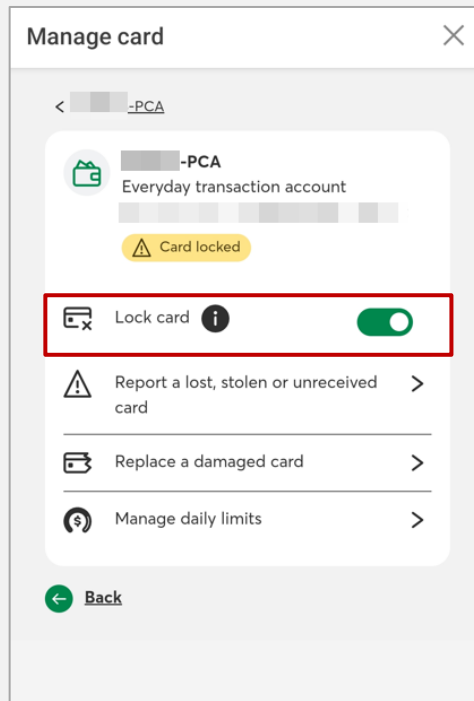 Manage card
-PCA
-PCA
Everyday transaction account
Card locked
Lock card
Report a lost, stolen or unreceived
card
Replace a damaged card
Manage daily limits
Back